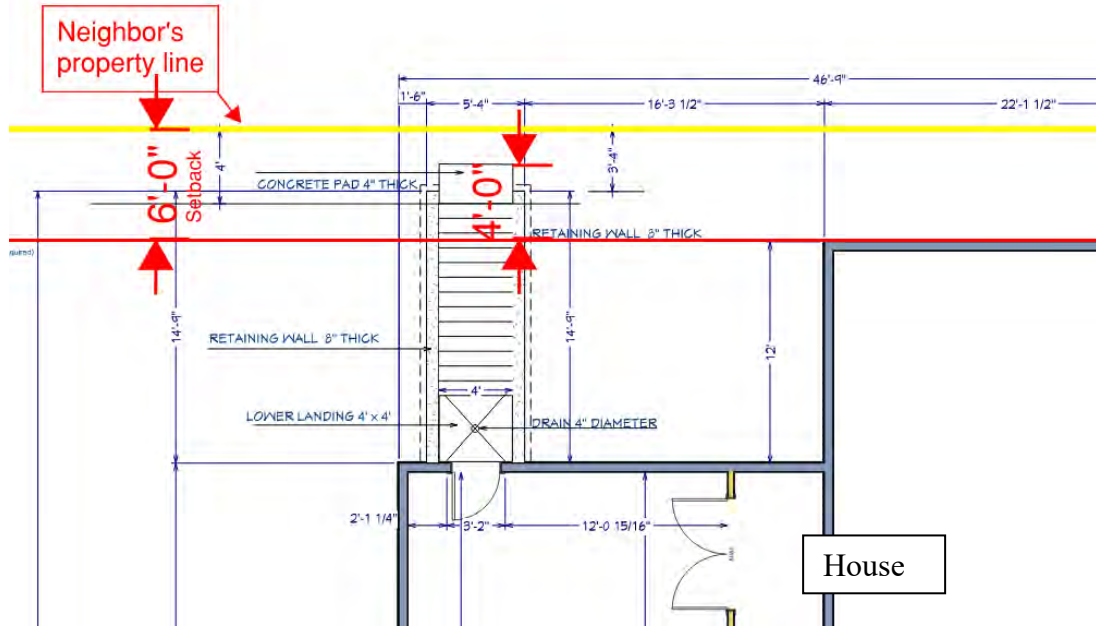 Neighbor's
property line
46'-9"
1'-6"
5'-4"
16'-3 1/2"
22'-1 1/2"
6'-0"
Setback
4'
3'-4"
CONCRETE PAD 4" THICK
4'-0"
RETAINING WALL 8" THICK
14'-9"
RETAINING WALL 8" THICK
14'-9"
12'
4'
LOWER LANDING 4' x 4'
DRAIN 4" DIAMETER
2'-1 1/4"
3'-2"
12'-0 15/16"
House